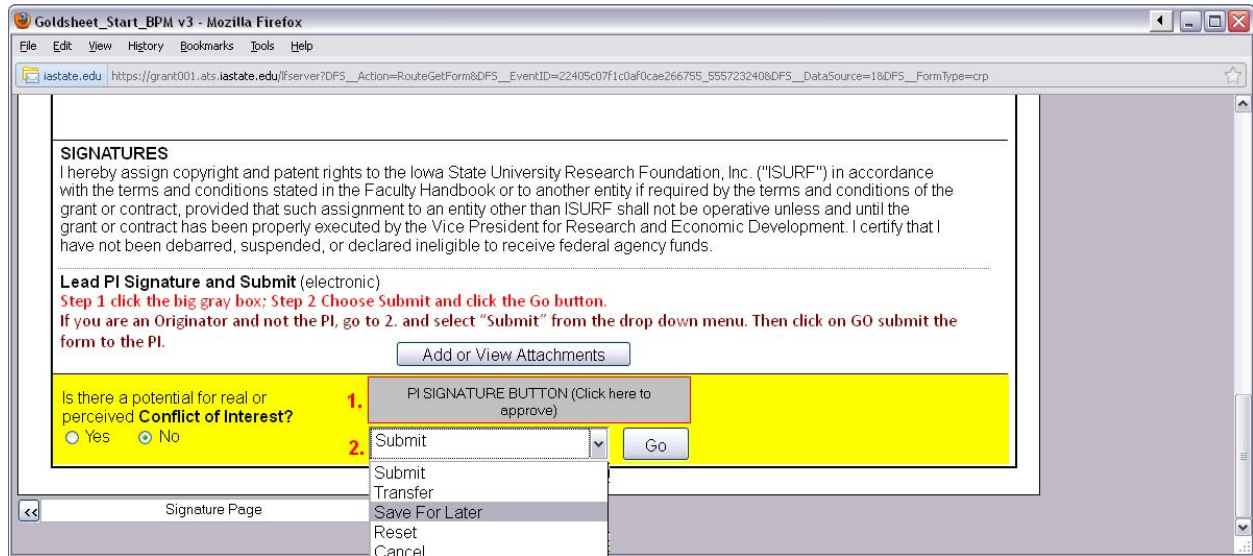 Goldsheet_Start_BPM v3 - Mozilla Firefox
File Edit View History Bookmarks Tools Help
iastate.edu https://grant001.ats.iastate.edu/lfserver?DFS__Action=RouteGetForm&DFS__EventID=22405c07f1c0af0cae266755_555723240&DFS__DataSource=1&DFS__FormType=crp
SIGNATURES
I hereby assign copyright and patent rights to the Iowa State University Research Foundation, Inc. ("ISURF") in accordance
with the terms and conditions stated in the Faculty Handbook or to another entity if required by the terms and conditions of the
grant or contract, provided that such assignment to an entity other than ISURF shall not be operative unless and until the
grant or contract has been properly executed by the Vice President for Research and Economic Development. I certify that I
have not been debarred, suspended, or declared ineligible to receive federal agency funds.
Lead PI Signature and Submit (electronic)
Step 1 click the big gray box; Step 2 Choose Submit and click the Go button.
If you are an Originator and not the PI, go to 2. and select "Submit" from the drop down menu. Then click on GO submit the
form to the PI.
Add or View Attachments
Is there a potential for real or
perceived Conflict of Interest?
Yes No
1. PI SIGNATURE BUTTON (Click here to
approve)
2. Submit Go
Submit
Transfer
Save For Later
Reset
Cancel
<< Signature Page